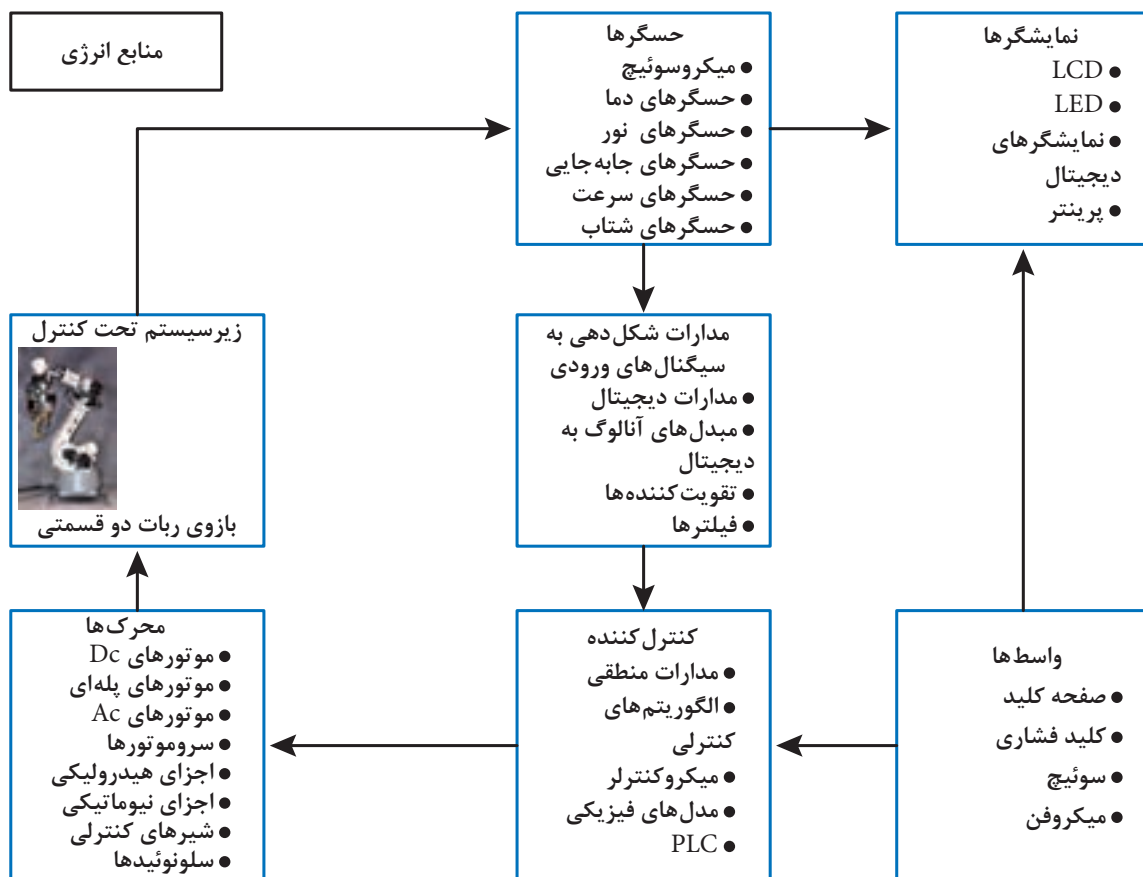 نمایشگرها
● LCD
● LED
● نمایشگرهای
دیجیتال
● پرینتر
حسگرها
● میکروسوئیچ
● حسگرهای دما
● حسگرهای نور
● حسگرهای جابه‌جایی
● حسگرهای سرعت
● حسگرهای شتاب
منابع انرژی
مدارات شکل‌دهی به
سیگنال‌های ورودی
● مدارات دیجیتال
● مبدل‌های آنالوگ به
دیجیتال
● تقویت‌کننده‌ها
● فیلترها
زیرسیستم تحت کنترل
بازوی ربات دو قسمتی
واسط‌ها
● صفحه کلید
● کلید فشاری
● سوئیچ
● میکروفن
کنترل‌کننده
● مدارات منطقی
● الگوریتم‌های
کنترلی
● میکروکنترلر
● مدل‌های فیزیکی
● PLC
محرک‌ها
● موتورهای Dc
● موتورهای پله‌ای
● موتورهای Ac
● سروموتورها
● اجزای هیدرولیکی
● اجزای نیوماتیکی
● شیرهای کنترلی
● سلونوئیدها